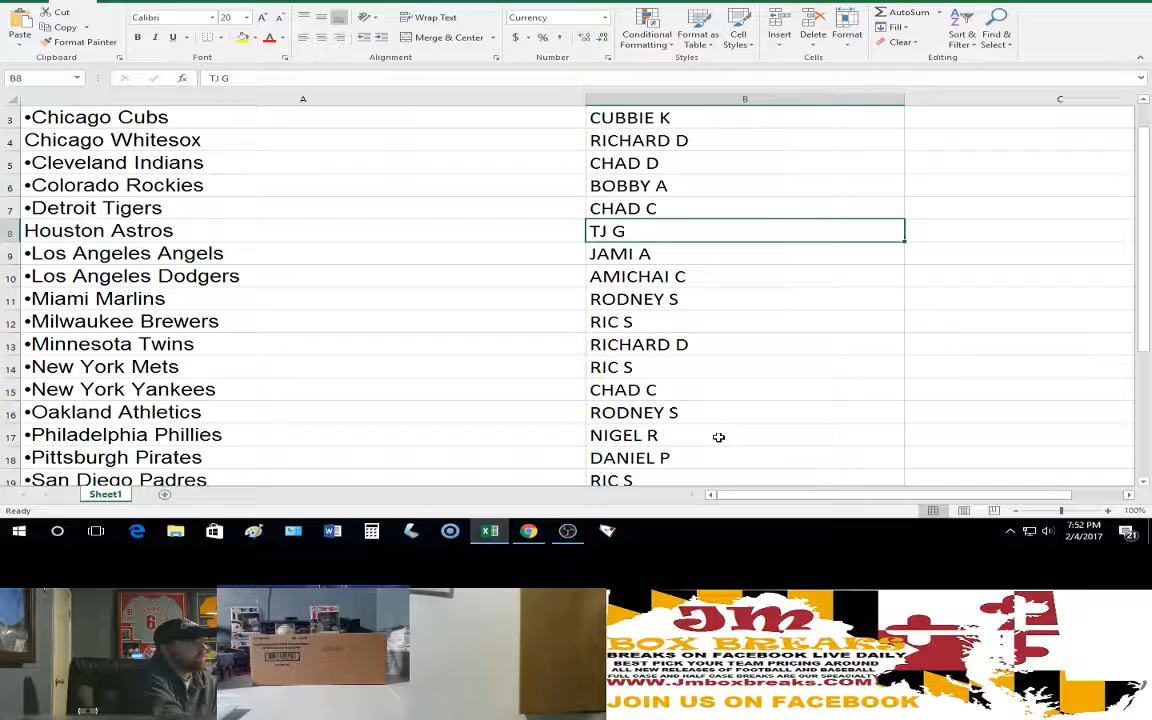 Cut
Calibri
20
Wrap Text
Currency
AutoSum
Paste
Copy
Fill
Format Painter
B I U
Merge & Center
$ % ,
Conditional Formatting
Format as Table
Cell Styles
Insert
Delete
Format
Clear
Sort & Filter
Find & Select
Clipboard
Font
Alignment
Number
Styles
Cells
Editing
B8
fx
TJ G
A
B
C
3 •Chicago Cubs CUBBIE K
4 Chicago Whitesox RICHARD D
5 •Cleveland Indians CHAD D
6 •Colorado Rockies BOBBY A
7 •Detroit Tigers CHAD C
8 Houston Astros TJ G
9 •Los Angeles Angels JAMI A
10 •Los Angeles Dodgers AMICHAI C
11 •Miami Marlins RODNEY S
12 •Milwaukee Brewers RIC S
13 •Minnesota Twins RICHARD D
14 •New York Mets RIC S
15 •New York Yankees CHAD C
16 •Oakland Athletics RODNEY S
17 •Philadelphia Phillies NIGEL R
18 •Pittsburgh Pirates DANIEL P
19 •San Diego Padres RIC S
Sheet1
Ready
100%
7:52 PM
2/4/2017
21
6
JM
BOX BREAKS
BREAKS ON FACEBOOK LIVE DAILY
BEST PICK YOUR TEAM PRICING AROUND
ALL NEW RELEASES OF FOOTBALL AND BASEBALL
FULL CASE AND HALF CASE BREAKS ARE OUR SPECIALTY
WWW.Jmboxbreaks.COM
JOIN US ON FACEBOOK